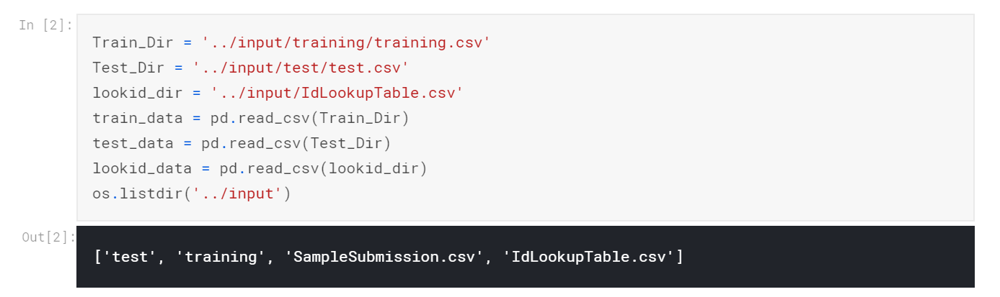 In [2]:
Train_Dir = '../input/training/training.csv'
Test_Dir = '../input/test/test.csv'
lookid_dir = '../input/IdLookupTable.csv'
train_data = pd.read_csv(Train_Dir)
test_data = pd.read_csv(Test_Dir)
lookid_data = pd.read_csv(lookid_dir)
os.listdir('../input')
Out[2]:
['test', 'training', 'SampleSubmission.csv', 'IdLookupTable.csv']